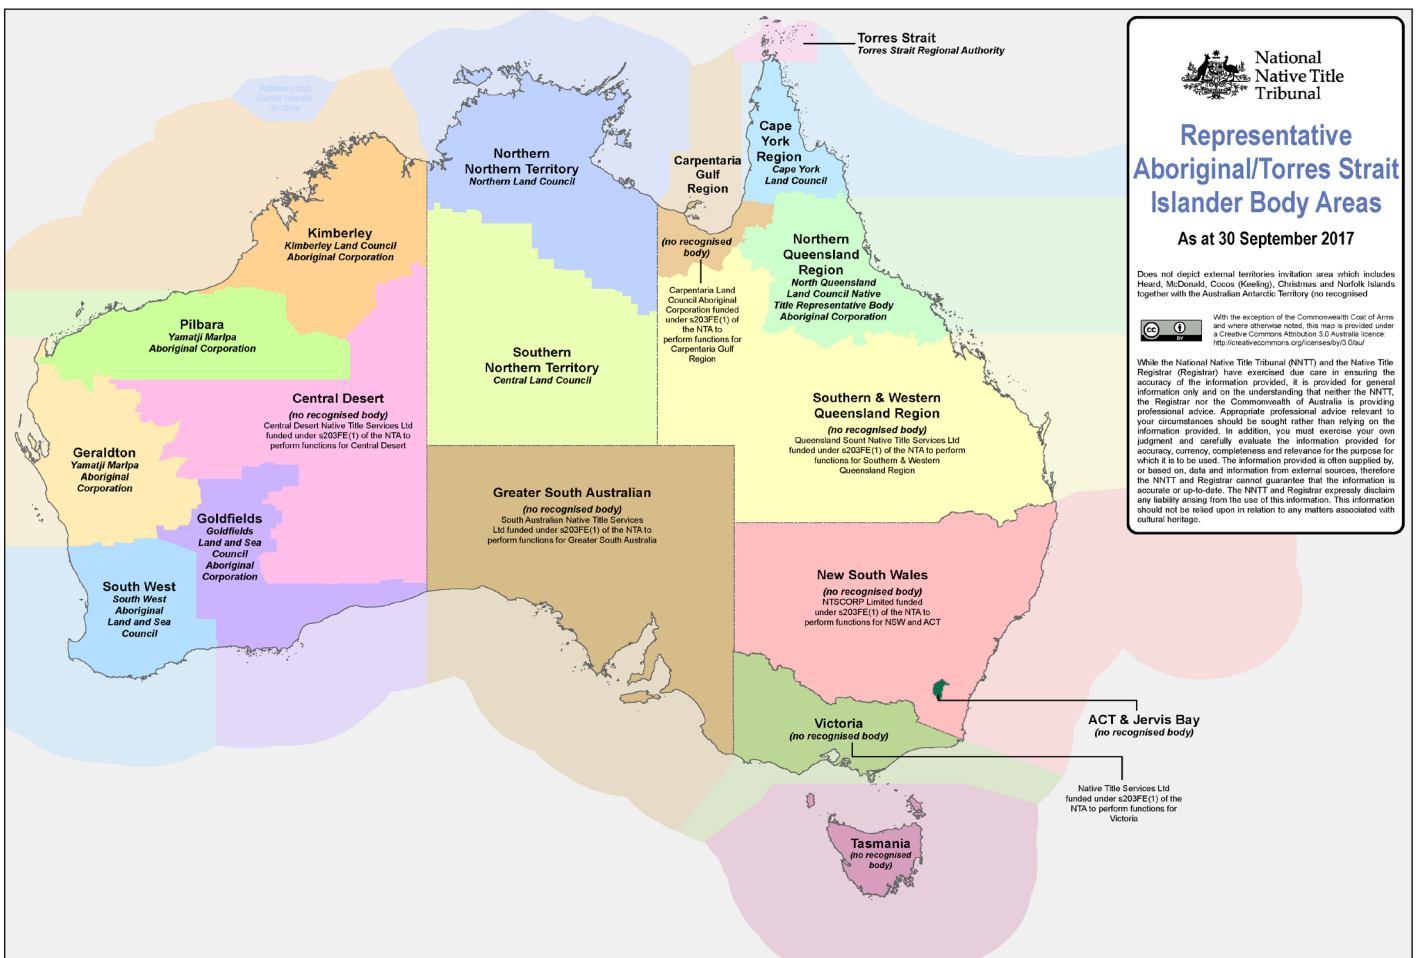 Torres Strait
Torres Strait Regional Authority
Ashmore and
Cartier Islands
Territory
Cape
York
Region
Cape York
Land Council
Northern
Northern Territory
Northern Land Council
Carpentaria
Gulf
Region
(no recognised
body)
Carpentaria Land
Council Aboriginal
Corporation funded
under s203FE(1) of
the NTA to
perform functions for
Carpentaria Gulf
Region
Kimberley
Kimberley Land Council
Aboriginal Corporation
Northern
Queensland
Region
North Queensland
Land Council Native
Title Representative Body
Aboriginal Corporation
Pilbara
Yamatji Marlpa
Aboriginal Corporation
Southern
Northern Territory
Central Land Council
Central Desert
(no recognised body)
Central Desert Native Title Services Ltd
funded under s203FE(1) of the NTA to
perform functions for Central Desert
Southern & Western
Queensland Region
(no recognised body)
Queensland Sount Native Title Services Ltd
funded under s203FE(1) of the NTA to perform
functions for Southern & Western
Queensland Region
Geraldton
Yamatji Marlpa
Aboriginal
Corporation
Greater South Australian
(no recognised body)
South Australian Native Title Services
Ltd funded under s203FE(1) of the NTA to
perform functions for Greater South Australia
Goldfields
Goldfields
Land and Sea
Council
Aboriginal
Corporation
South West
South West
Aboriginal
Land and Sea
Council
New South Wales
(no recognised body)
NTSCORP Limited funded
under s203FE(1) of the NTA to
perform functions for NSW and ACT
ACT & Jervis Bay
(no recognised body)
Victoria
(no recognised body)
Native Title Services Ltd
funded under s203FE(1) of the
NTA to perform functions for
Victoria
Tasmania
(no recognised
body)
National
Native Title
Tribunal
Representative
Aboriginal/Torres Strait
Islander Body Areas
As at 30 September 2017
Does not depict external territories invitation area which includes
Heard, McDonald, Cocos (Keeling), Christmas and Norfolk Islands
together with the Australian Antarctic Territory (no recognised
cc
BY
With the exception of the Commonwealth Coat of Arms
and where otherwise noted, this map is provided under
a Creative Commons Attribution 3.0 Australia licence:
http://creativecommons.org/licenses/by/3.0/au/
While the National Native Title Tribunal (NNTT) and the Native Title
Registrar (Registrar) have exercised due care in ensuring the
accuracy of the information provided, it is provided for general
information only and on the understanding that neither the NNTT,
the Registrar nor the Commonwealth of Australia is providing
professional advice. Appropriate professional advice relevant to
your circumstances should be sought rather than relying on the
information provided. In addition, you must exercise your own
judgment and carefully evaluate the information provided for
accuracy, currency, completeness and relevance for the purpose for
which it is to be used. The information provided is often supplied by,
or based on, data and information from external sources, therefore
the NNTT and Registrar cannot guarantee that the information is
accurate or up-to-date. The NNTT and Registrar expressly disclaim
any liability arising from the use of this information. This information
should not be relied upon in relation to any matters associated with
cultural heritage.